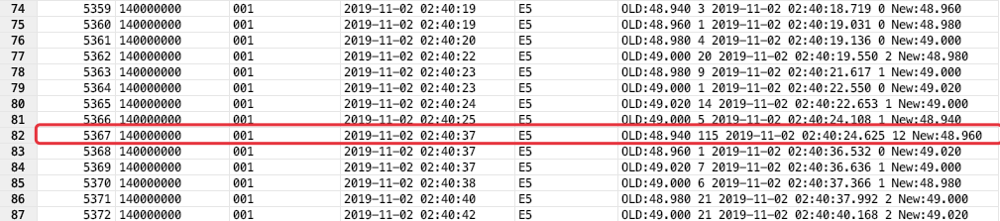 74 5359 140000000 001 2019-11-02 02:40:19 E5 OLD:48.940 3 2019-11-02 02:40:18.719 0 New:48.960
75 5360 140000000 001 2019-11-02 02:40:19 E5 OLD:48.960 1 2019-11-02 02:40:19.031 0 New:48.980
76 5361 140000000 001 2019-11-02 02:40:20 E5 OLD:48.980 4 2019-11-02 02:40:19.136 0 New:49.000
77 5362 140000000 001 2019-11-02 02:40:22 E5 OLD:49.000 20 2019-11-02 02:40:19.550 2 New:48.980
78 5363 140000000 001 2019-11-02 02:40:23 E5 OLD:48.980 9 2019-11-02 02:40:21.617 1 New:49.000
79 5364 140000000 001 2019-11-02 02:40:23 E5 OLD:49.000 1 2019-11-02 02:40:22.550 0 New:49.020
80 5365 140000000 001 2019-11-02 02:40:24 E5 OLD:49.020 14 2019-11-02 02:40:22.653 1 New:49.000
81 5366 140000000 001 2019-11-02 02:40:25 E5 OLD:49.000 5 2019-11-02 02:40:24.108 1 New:48.940
82 5367 140000000 001 2019-11-02 02:40:37 E5 OLD:48.940 115 2019-11-02 02:40:24.625 12 New:48.960
83 5368 140000000 001 2019-11-02 02:40:37 E5 OLD:48.960 1 2019-11-02 02:40:36.532 0 New:49.020
84 5369 140000000 001 2019-11-02 02:40:37 E5 OLD:49.020 7 2019-11-02 02:40:36.636 1 New:49.000
85 5370 140000000 001 2019-11-02 02:40:38 E5 OLD:49.000 6 2019-11-02 02:40:37.366 1 New:48.980
86 5371 140000000 001 2019-11-02 02:40:40 E5 OLD:48.980 21 2019-11-02 02:40:37.992 2 New:49.000
87 5372 140000000 001 2019-11-02 02:40:42 E5 OLD:49.000 21 2019-11-02 02:40:40.168 2 New:49.020